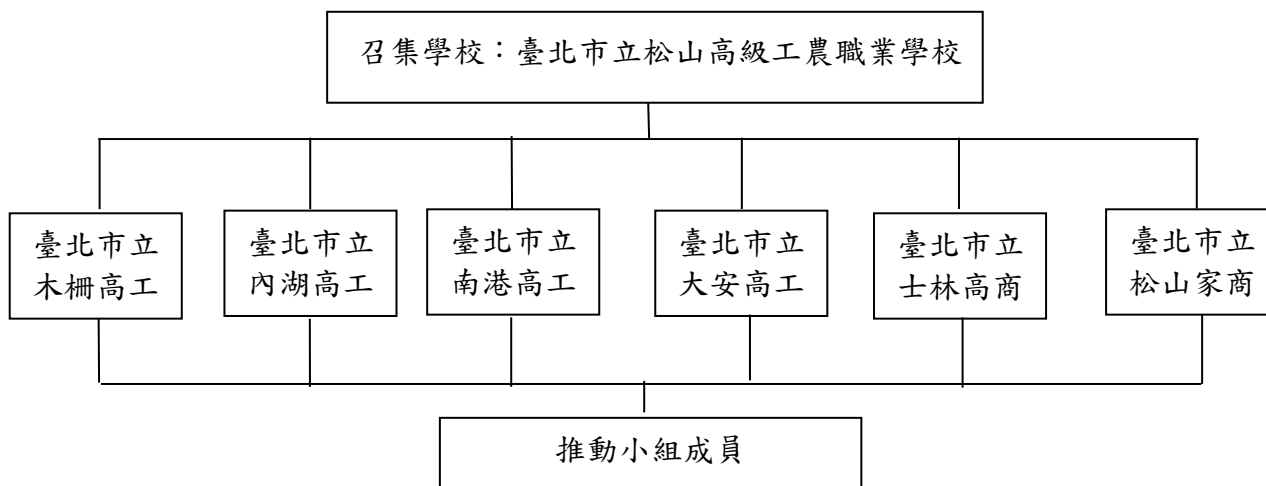 召集學校：臺北市立松山高級工農職業學校
臺北市立
木柵高工
臺北市立
內湖高工
臺北市立
南港高工
臺北市立
大安高工
臺北市立
士林高商
臺北市立
松山家商
推動小組成員